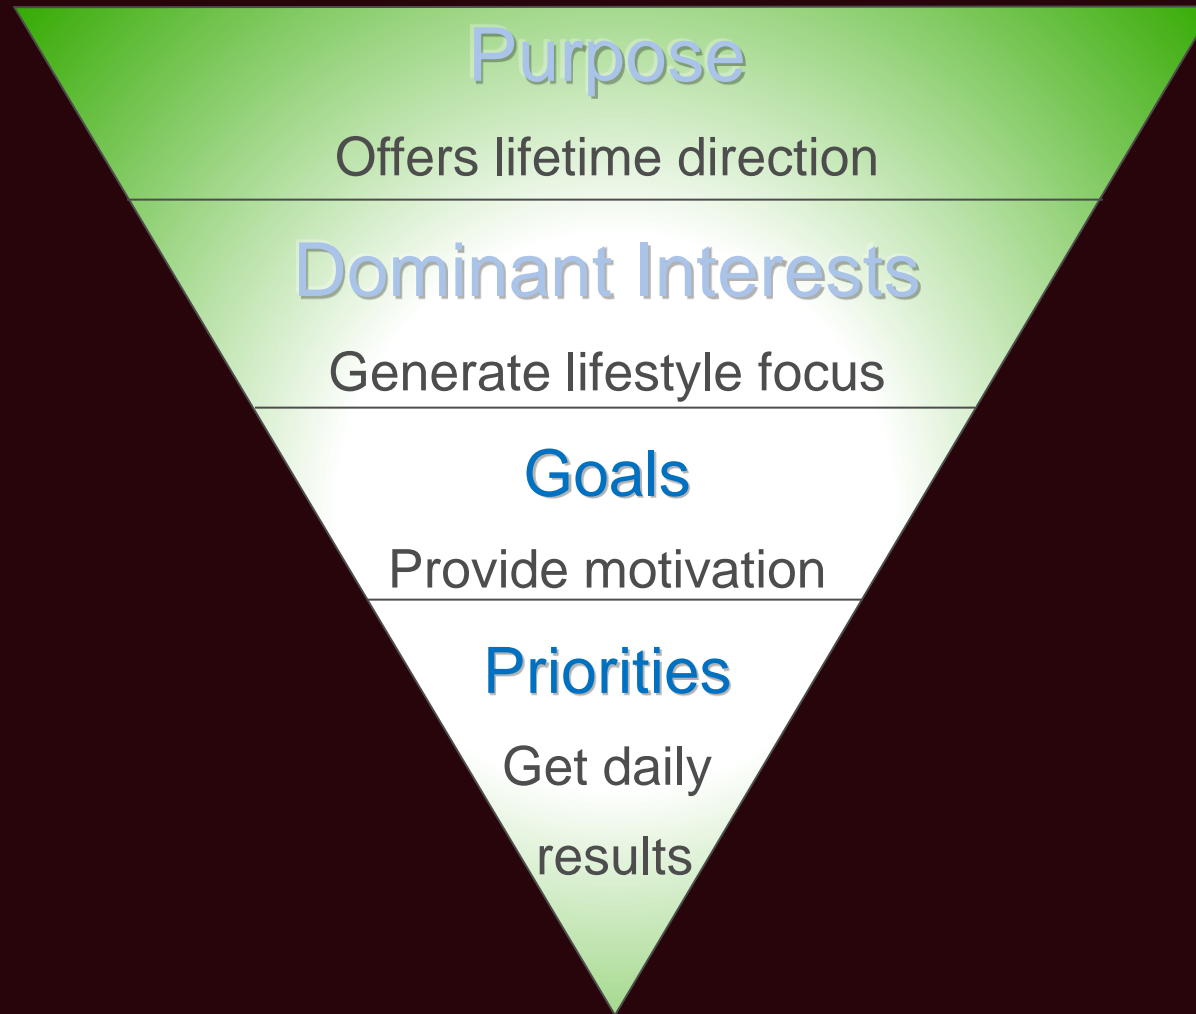 Purpose
Offers lifetime direction
Dominant Interests
Generate lifestyle focus
Goals
Provide motivation
Priorities
Get daily
results